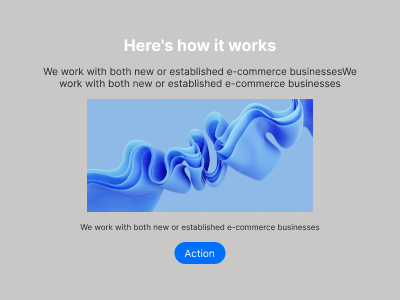 Here's how it works
We work with both new or established e-commerce businessesWe
work with both new or established e-commerce businesses
We work with both new or established e-commerce businesses
Action